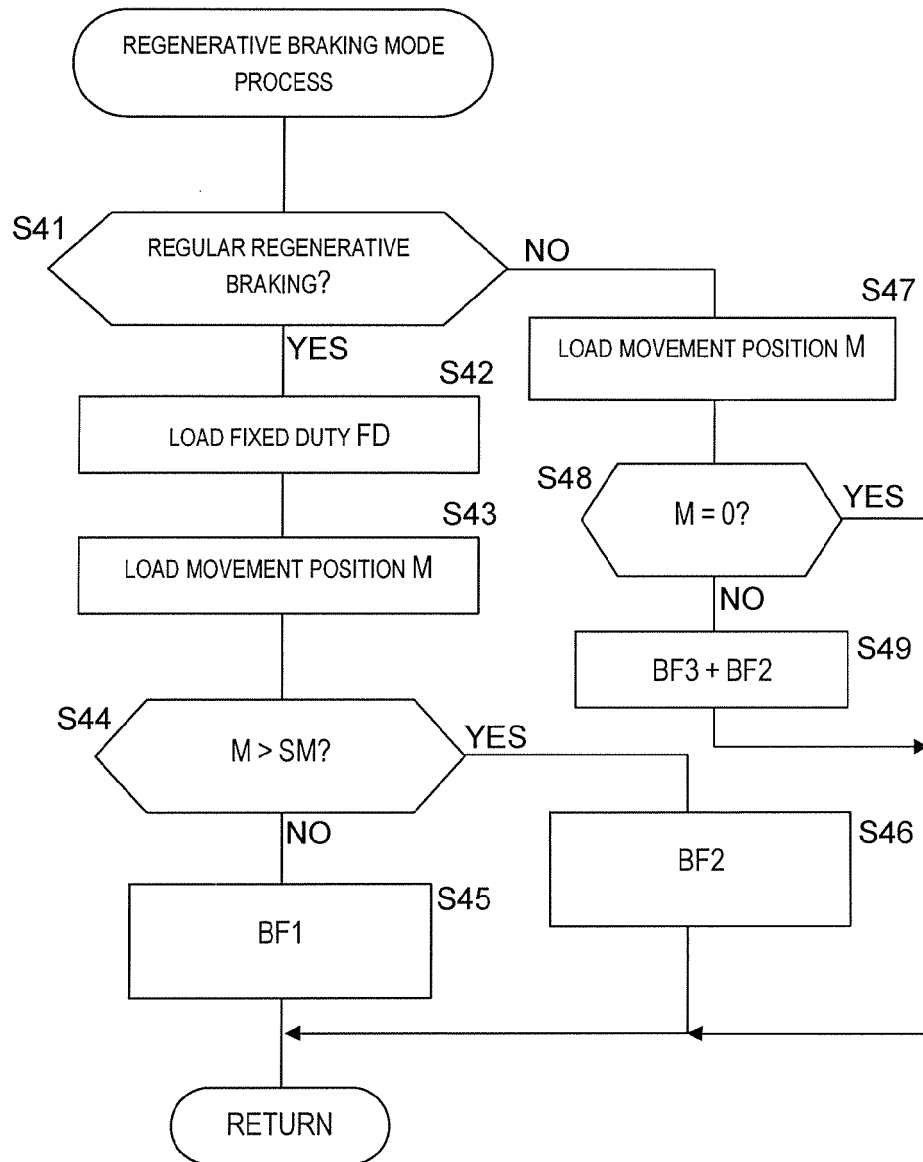 REGENERATIVE BRAKING MODE
PROCESS
S41
REGULAR REGENERATIVE
BRAKING?
NO
YES
S47
LOAD MOVEMENT POSITION M
S42
LOAD FIXED DUTY FD
S48
M = 0?
YES
NO
S43
LOAD MOVEMENT POSITION M
S49
BF3 + BF2
S44
M > SM?
YES
NO
S46
BF2
S45
BF1
RETURN